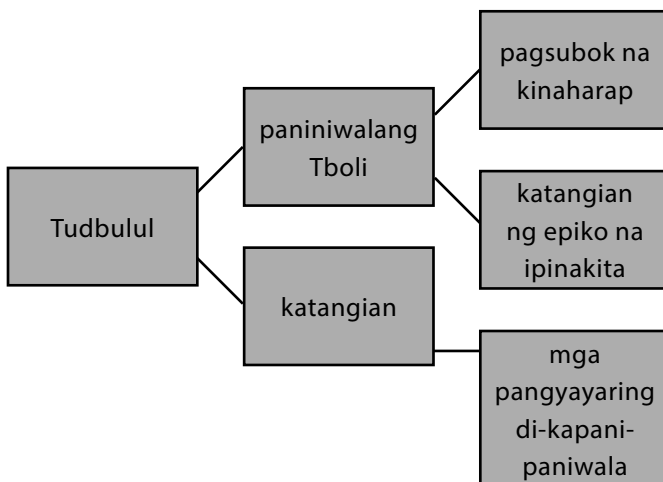 Tudbulul
paniniwalang
Tboli
katangian
pagsubok na
kinaharap
katangian
ng epiko na
ipinakita
mga
pangyayaring
di-kapani-
paniwala